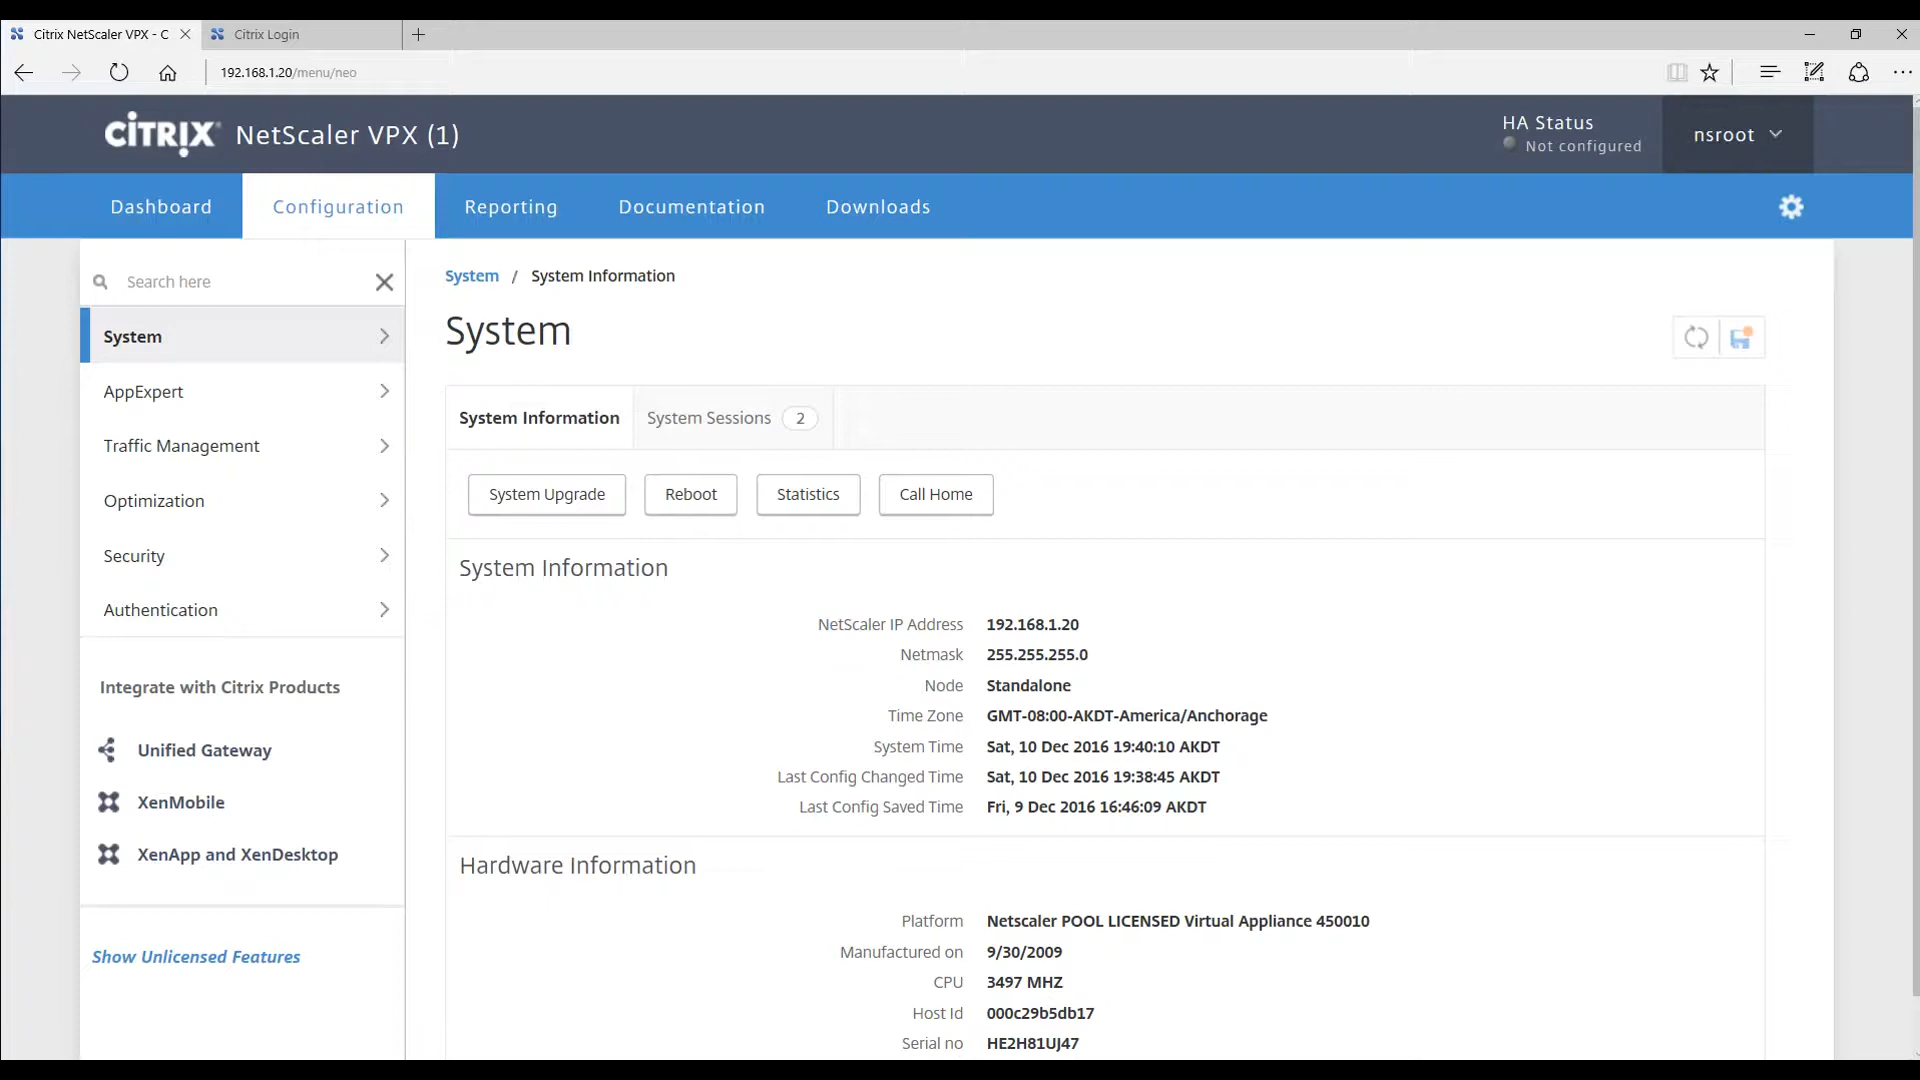 Citrix NetScaler VPX - C
Citrix Login
192.168.1.20/menu/neo
CİTRIX NetScaler VPX (1)
HA Status
Not configured
nsroot
Dashboard Configuration Reporting Documentation Downloads
Search here
System
AppExpert
Traffic Management
Optimization
Security
Authentication
Integrate with Citrix Products
Unified Gateway
XenMobile
XenApp and XenDesktop
Show Unlicensed Features
System / System Information
System
System Information System Sessions 2
System Upgrade Reboot Statistics Call Home
System Information
NetScaler IP Address 192.168.1.20
Netmask 255.255.255.0
Node Standalone
Time Zone GMT-08:00-AKDT-America/Anchorage
System Time Sat, 10 Dec 2016 19:40:10 AKDT
Last Config Changed Time Sat, 10 Dec 2016 19:38:45 AKDT
Last Config Saved Time Fri, 9 Dec 2016 16:46:09 AKDT
Hardware Information
Platform Netscaler POOL LICENSED Virtual Appliance 450010
Manufactured on 9/30/2009
CPU 3497 MHZ
Host Id 000c29b5db17
Serial no HE2H81UJ47